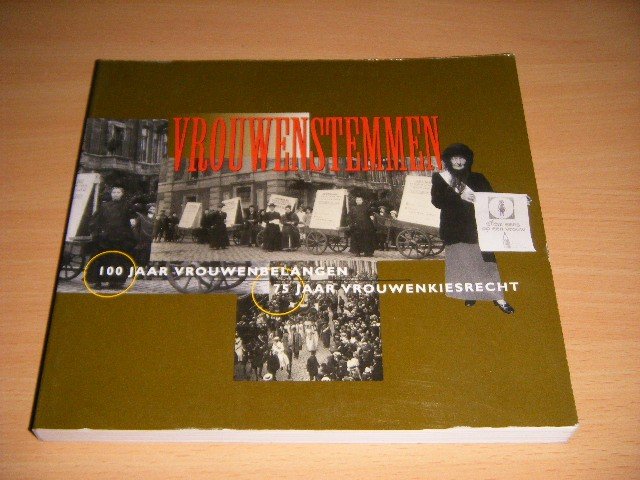 VROUWENSTEMMEN
100 JAAR VROUWENBELANGEN
75 JAAR VROUWENKIESRECHT